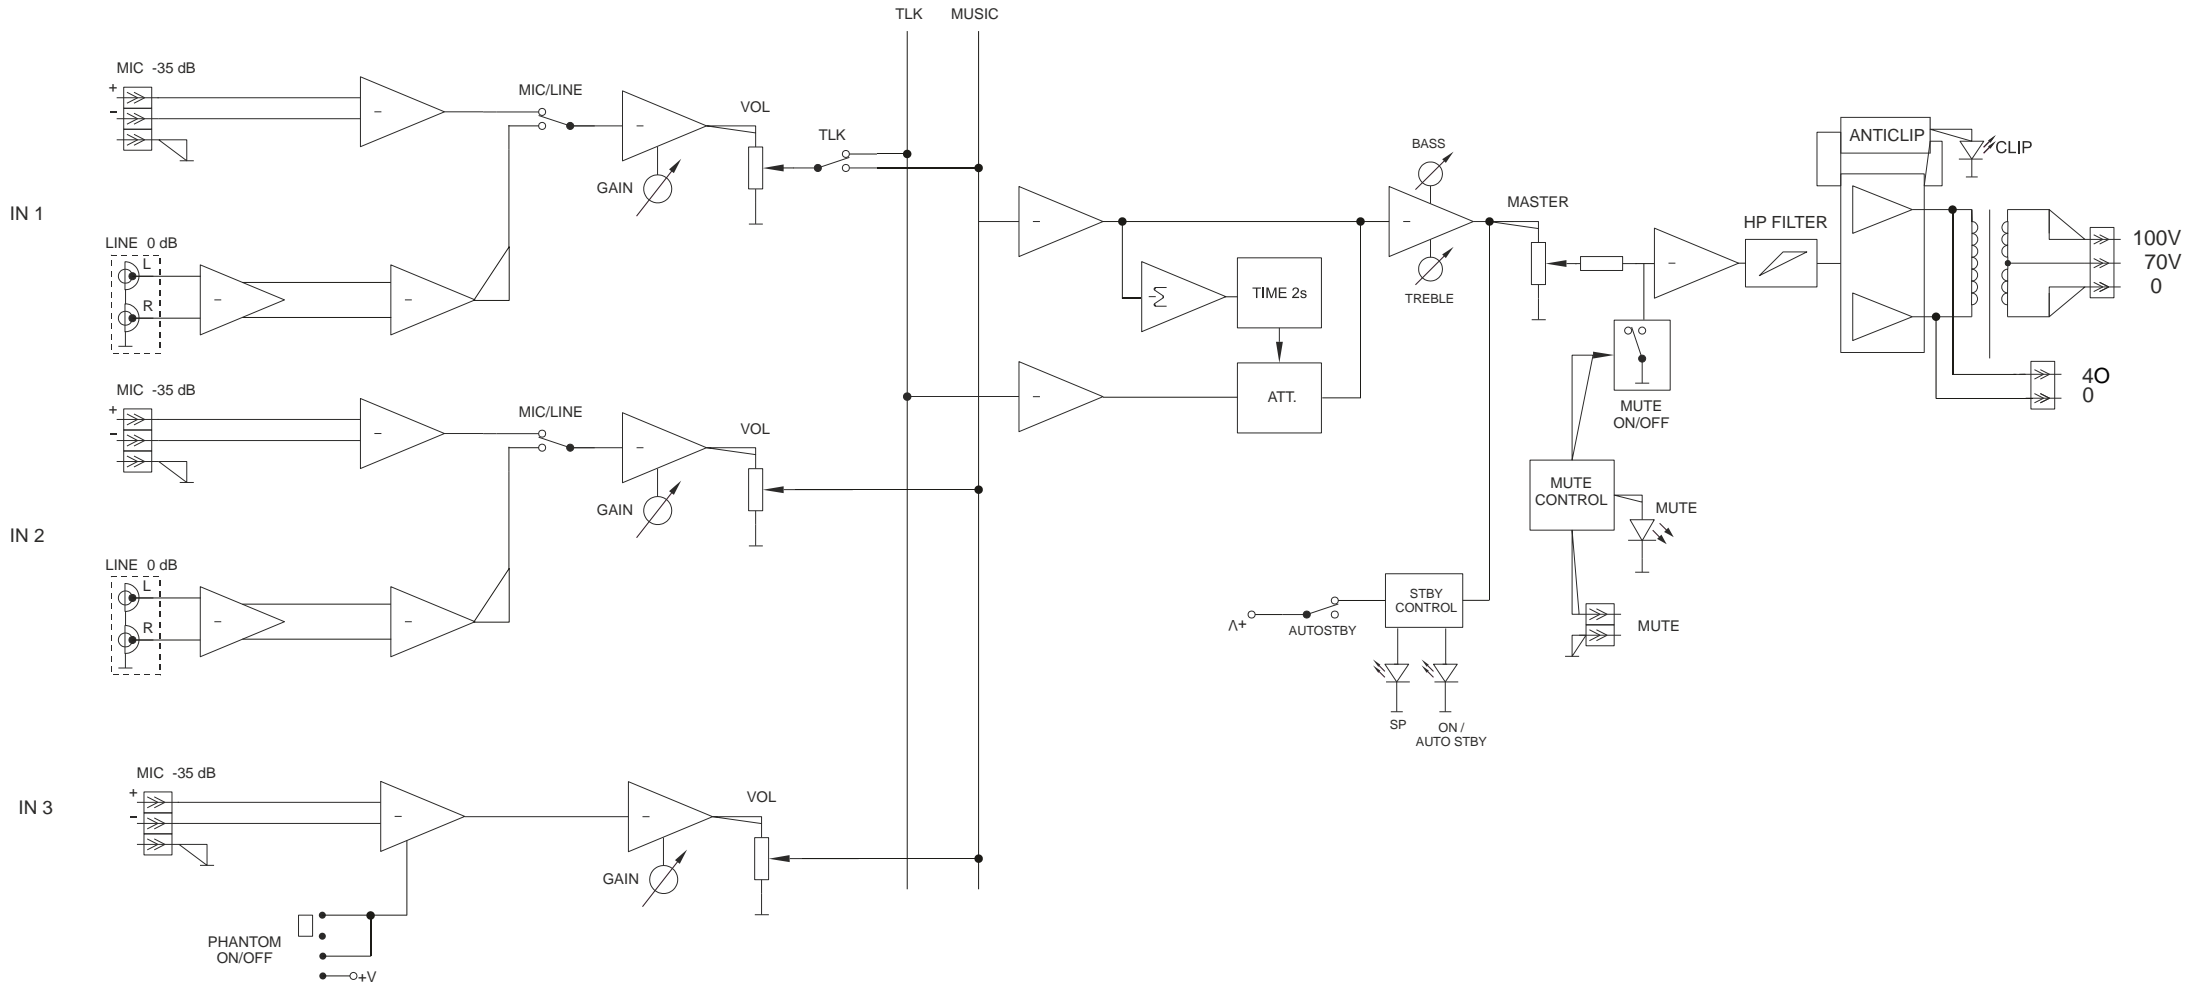 TLK MUSIC
MIC -35 dB
+
-
MIC/LINE
VOL
TLK
GAIN
IN 1
LINE 0 dB
L
R
BASS
TREBLE
MASTER
HP FILTER
ANTICLIP
CLIP
100V
70V
0
4O
0
Σ
TIME 2s
ATT.
MUTE
ON/OFF
MUTE
CONTROL
MUTE
MUTE
MIC -35 dB
+
-
MIC/LINE
VOL
GAIN
IN 2
LINE 0 dB
L
R
Λ+
AUTOSTBY
STBY
CONTROL
SP
ON /
AUTO STBY
MIC -35 dB
+
-
IN 3
VOL
GAIN
PHANTOM
ON/OFF
+V